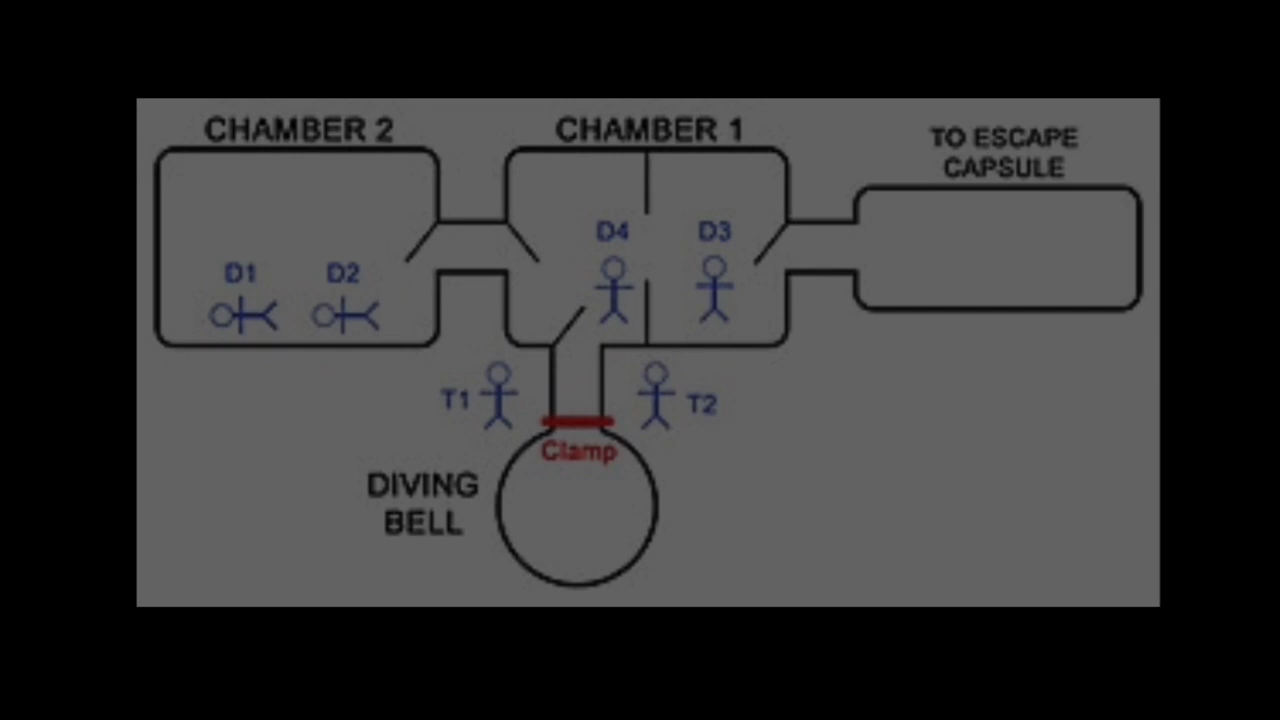 CHAMBER 2
CHAMBER 1
TO ESCAPE
CAPSULE
D4
D3
D1
D2
T1
T2
Clamp
DIVING
BELL